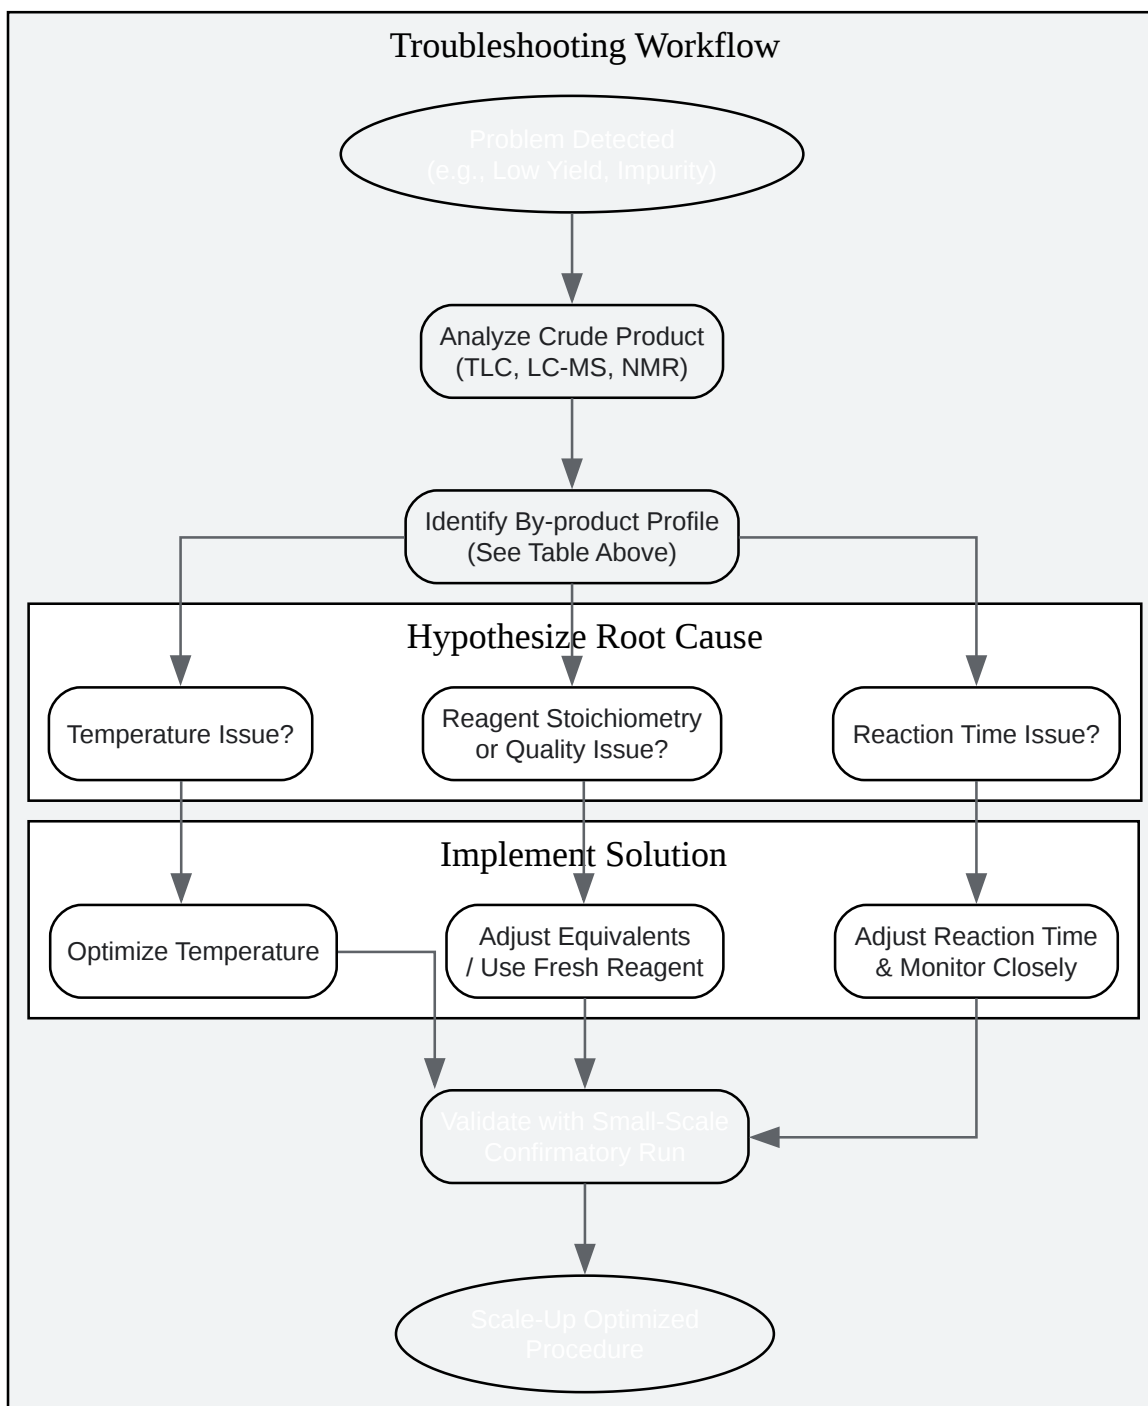 Troubleshooting Workflow
Problem Detected
(e.g., Low Yield, Impurity)
Analyze Crude Product
(TLC, LC-MS, NMR)
Identify By-product Profile
(See Table Above)
Hypothesize Root Cause
Temperature Issue?
Reagent Stoichiometry
or Quality Issue?
Reaction Time Issue?
Implement Solution
Optimize Temperature
Adjust Equivalents
/ Use Fresh Reagent
Adjust Reaction Time
& Monitor Closely
Validate with Small-Scale
Confirmatory Run
Scale-Up Optimized
Procedure